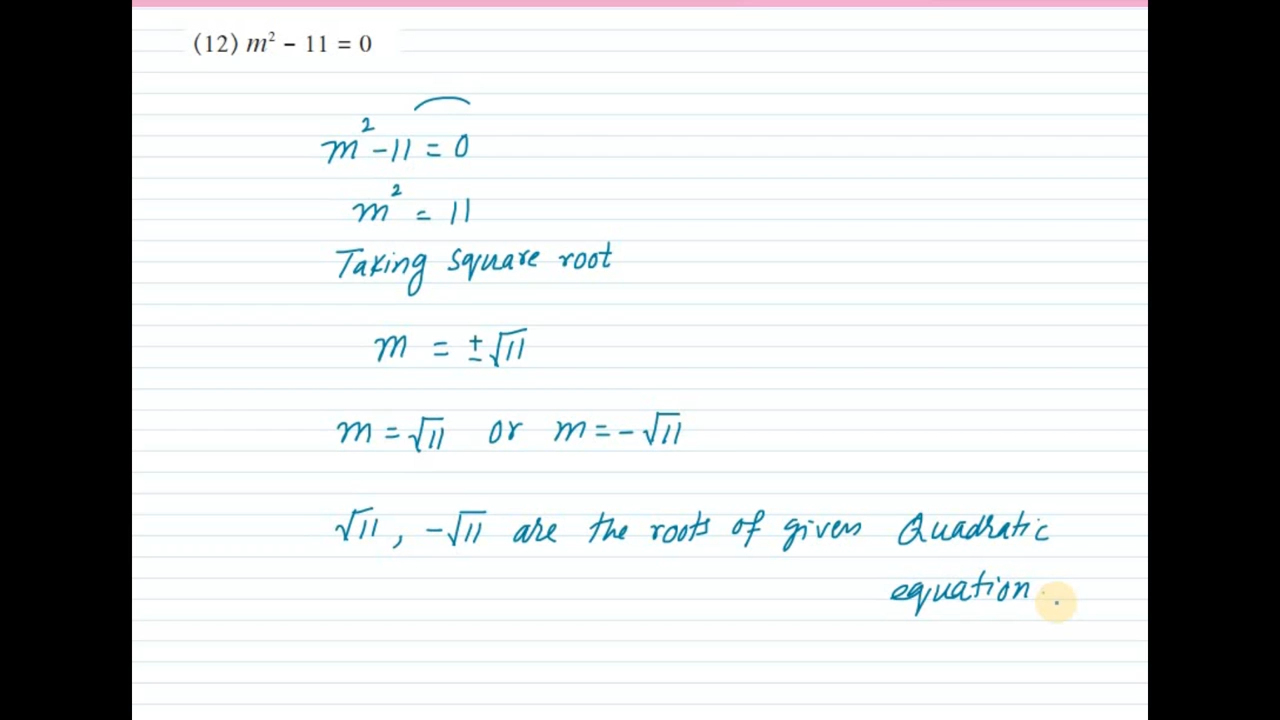 (12) m² − 11 = 0
m² - 11 = 0
m² = 11
Taking square root
m = ±√11
m = √11 or m = -√11
√11, -√11 are the roots of given Quadratic
equation.